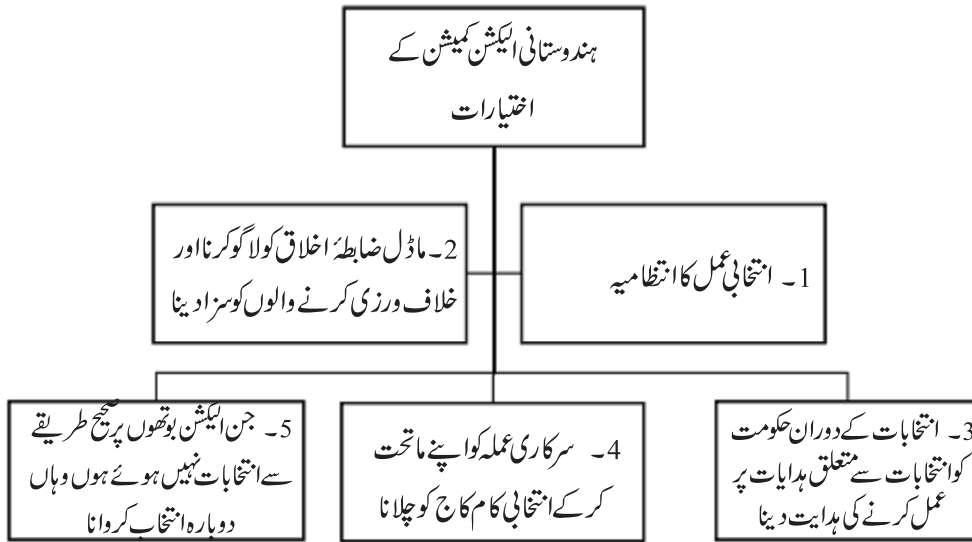 ہندوستانی الیکشن کمیشن کے
اختیارات
1۔ انتخابی عمل کا انتظامیہ
2۔ ماڈل ضابطۂ اخلاق کو لاگو کرنا اور
خلاف ورزی کرنے والوں کو سزا دینا
3۔ انتخابات کے دوران حکومت
کو انتخابات سے متعلق ہدایات پر
عمل کرنے کی ہدایت دینا
4۔ سرکاری عملہ کو اپنے ماتحت
کر کے انتخابی کام کاج کو چلانا
5۔ جن الیکشن بوتھوں پر صحیح طریقے
سے انتخابات نہیں ہوئے ہوں وہاں
دوبارہ انتخاب کروانا